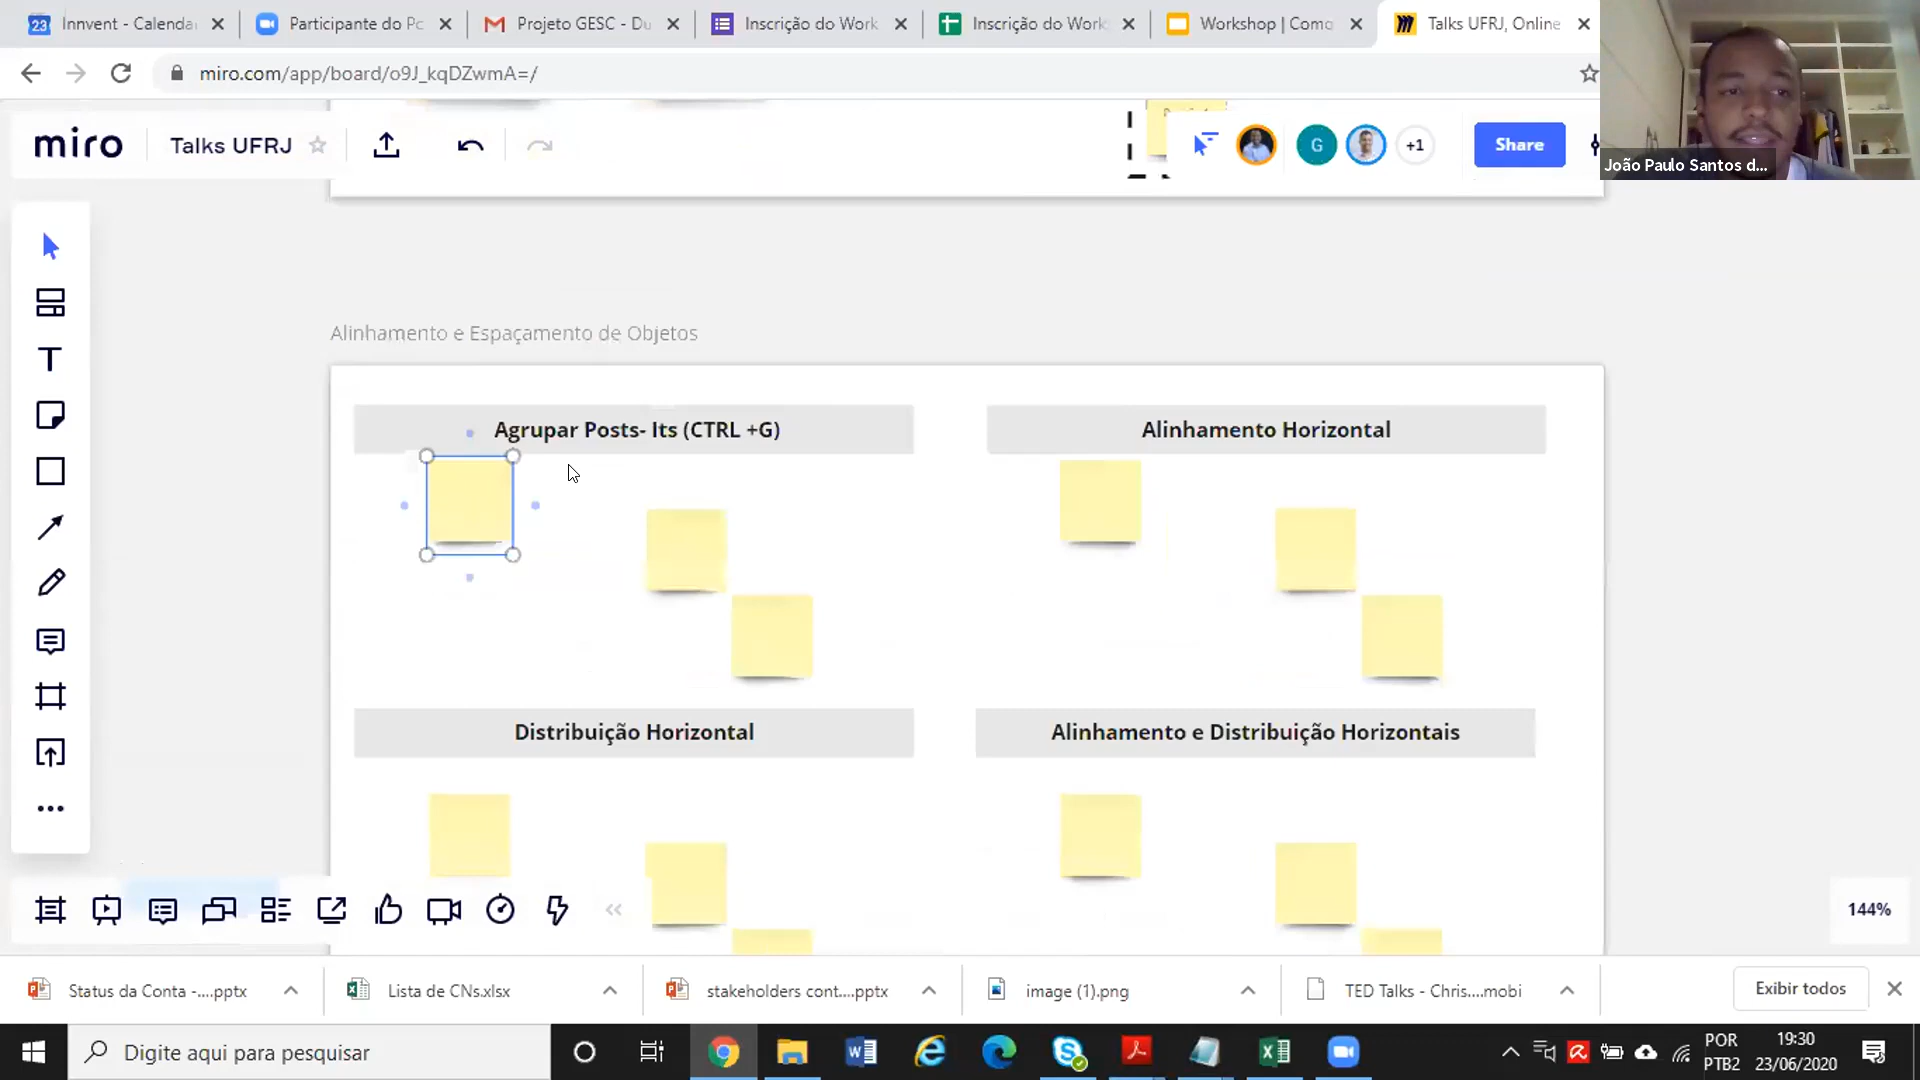 23 Innvent - Calenda
Participante do Pc
Projeto GESC - Du
Inscrição do Work
Inscrição do Work
Workshop | Como
Talks UFRJ, Online
miro.com/app/board/o9J_kqDZwmA=/
miro
Talks UFRJ
G
+1
Share
João Paulo Santos d...
Alinhamento e Espaçamento de Objetos
Agrupar Posts- Its (CTRL +G)
Alinhamento Horizontal
Distribuição Horizontal
Alinhamento e Distribuição Horizontais
144%
Status da Conta -....pptx
Lista de CNs.xlsx
stakeholders cont....pptx
image (1).png
TED Talks - Chris....mobi
Exibir todos
Digite aqui para pesquisar
POR
PTB2
19:30
23/06/2020